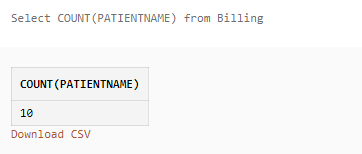 Select COUNT(PATIENTNAME) from Billing
COUNT(PATIENTNAME)
10
Download CSV